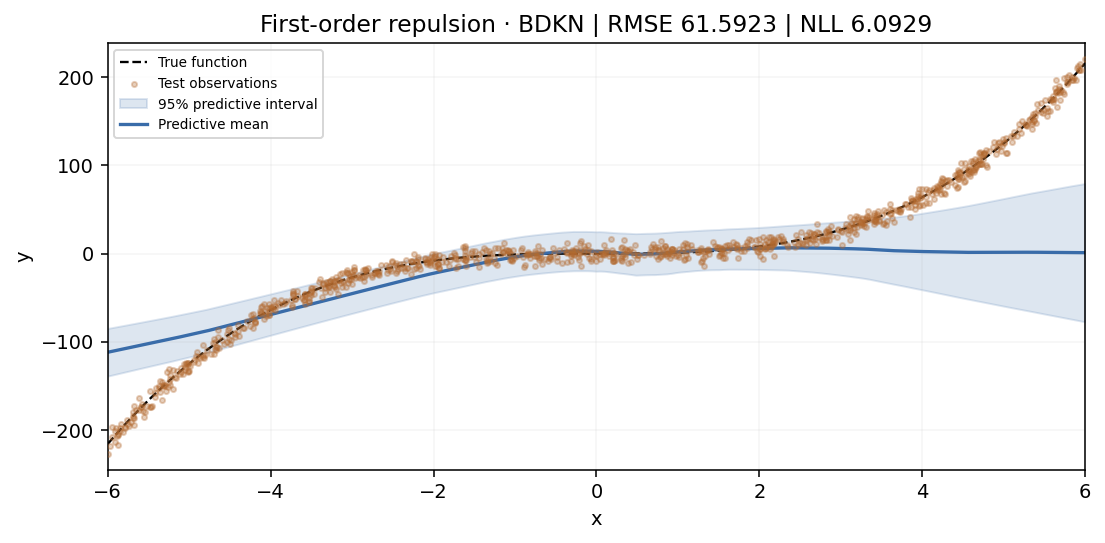 First-order repulsion · BDKN | RMSE 61.5923 | NLL 6.0929
True function
Test observations
95% predictive interval
Predictive mean
200
100
0
−100
−200
y
−6
−4
−2
0
2
4
6
x